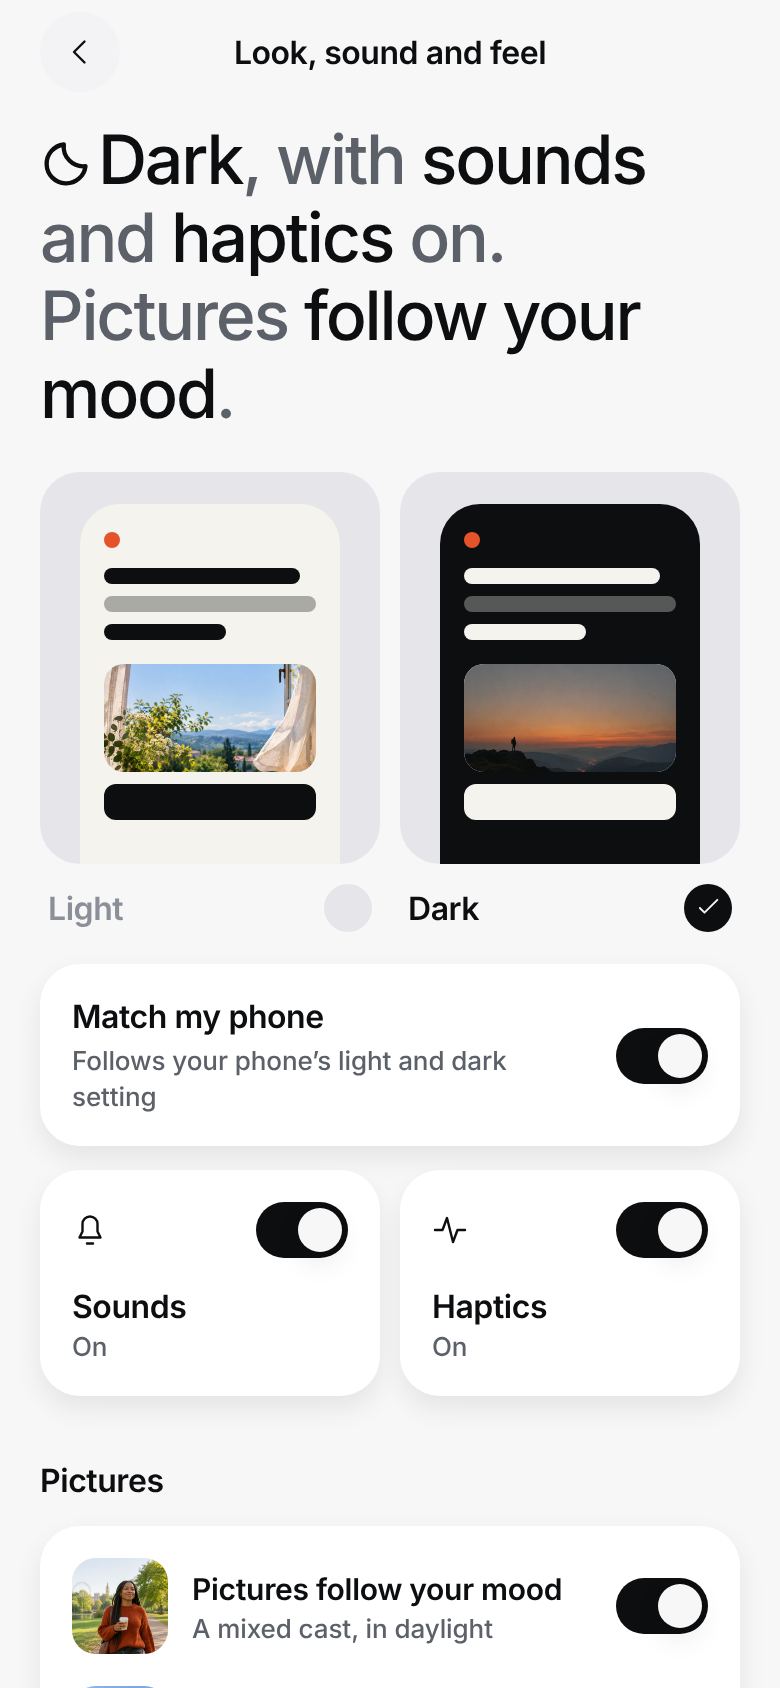 Look, sound and feel
Dark, with sounds
and haptics on.
Pictures follow your
mood.
Light
Dark
Match my phone
Follows your phone’s light and dark
setting
Sounds
On
Haptics
On
Pictures
Pictures follow your mood
A mixed cast, in daylight